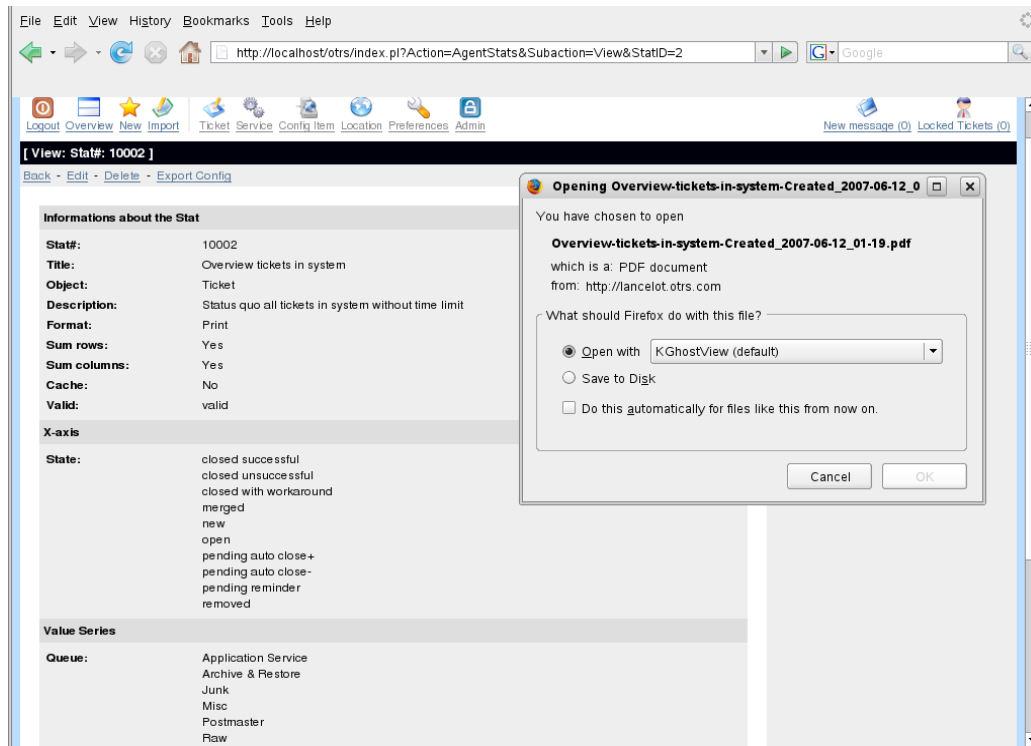 File Edit View History Bookmarks Tools Help
http://localhost/otrs/index.pl?Action=AgentStats&Subaction=View&StatID=2
G Google
Logout Overview New Import Ticket Service Config Item Location Preferences Admin New message (0) Locked Tickets (0)
[ View: Stat#: 10002 ]
Back - Edit - Delete - Export Config
Informations about the Stat
Stat#: 10002
Title: Overview tickets in system
Object: Ticket
Description: Status quo all tickets in system without time limit
Format: Print
Sum rows: Yes
Sum columns: Yes
Cache: No
Valid: valid
X-axis
State: closed successful
closed unsuccessful
closed with workaround
merged
new
open
pending auto close+
pending auto close-
pending reminder
removed
Value Series
Queue: Application Service
Archive & Restore
Junk
Misc
Postmaster
Raw
Opening Overview-tickets-in-system-Created_2007-06-12_0
You have chosen to open
Overview-tickets-in-system-Created_2007-06-12_01-19.pdf
which is a: PDF document
from: http://lancelot.otrs.com
What should Firefox do with this file?
Open with KGhostView (default)
Save to Disk
Do this automatically for files like this from now on.
Cancel OK